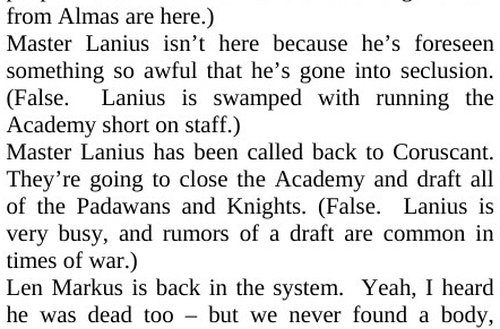 from Almas are here.)
Master Lanius isn’t here because he’s foreseen
something so awful that he’s gone into seclusion.
(False. Lanius is swamped with running the
Academy short on staff.)
Master Lanius has been called back to Coruscant.
They’re going to close the Academy and draft all
of the Padawans and Knights. (False. Lanius is
very busy, and rumors of a draft are common in
times of war.)
Len Markus is back in the system. Yeah, I heard
he was dead too – but we never found a body,